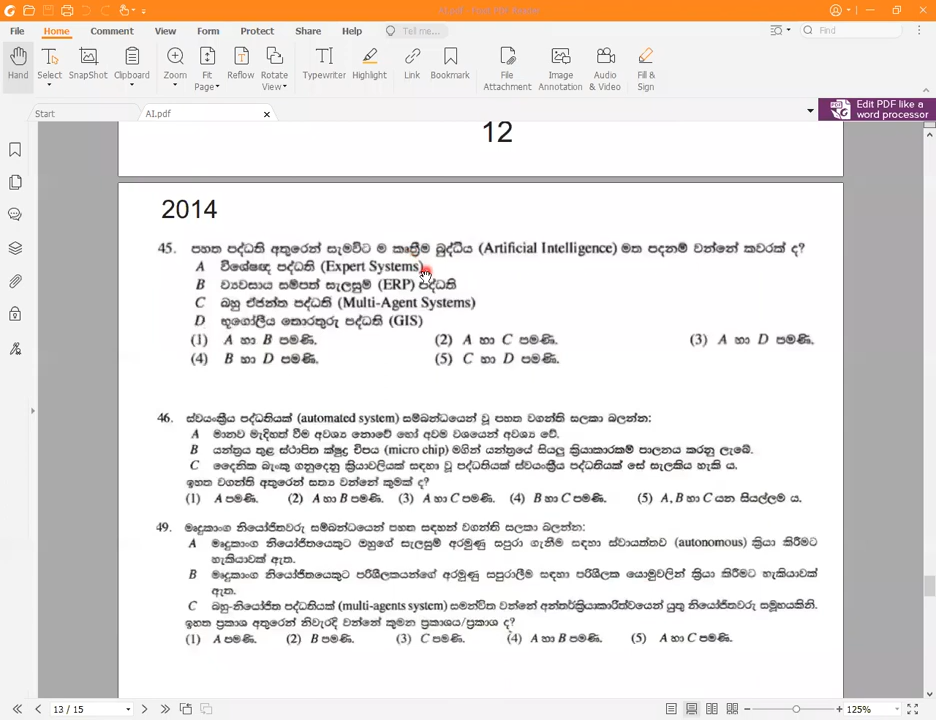 AI.pdf - Foxit PDF Reader
File Home Comment View Form Protect Share Help Tell me... Find
Hand Select SnapShot Clipboard Zoom Fit Page Reflow Rotate View Typewriter Highlight Link Bookmark File Attachment Image Annotation Audio & Video Fill & Sign
Start AI.pdf Edit PDF like a word processor
12
2014
45. පහත පද්ධති අතුරෙන් සැමවිට ම කෘත්‍රීම බුද්ධිය (Artificial Intelligence) මත පදනම් වන්නේ කවරක් ද?
A විශේෂඥ පද්ධති (Expert Systems)
B ව්‍යවසාය සම්පත් සැලසුම් (ERP) පද්ධති
C බහු ඒජන්ත පද්ධති (Multi-Agent Systems)
D භූගෝලීය තොරතුරු පද්ධති (GIS)
(1) A හා B පමණි. (2) A හා C පමණි. (3) A හා D පමණි.
(4) B හා D පමණි. (5) C හා D පමණි.
46. ස්වයංක්‍රීය පද්ධතියක් (automated system) සම්බන්ධයෙන් වූ පහත වගන්ති සලකා බලන්න:
A මානව මැදිහත් වීම අවශ්‍ය නොවේ හෝ අවම වශයෙන් අවශ්‍ය වේ.
B යන්ත්‍රය තුළ ස්ථාපිත ක්ෂුද්‍ර චිපය (micro chip) මගින් යන්ත්‍රයේ සියලු ක්‍රියාකාරකම් පාලනය කරනු ලැබේ.
C දෛනික බැංකු ගනුදෙනු ක්‍රියාවලියක් සඳහා වූ පද්ධතියක් ස්වයංක්‍රීය පද්ධතියක් සේ සැලකිය හැකි ය.
ඉහත වගන්ති අතුරෙන් සත්‍ය වන්නේ කුමක් ද?
(1) A පමණි. (2) A හා B පමණි. (3) A හා C පමණි. (4) B හා C පමණි. (5) A, B හා C යන සියල්ලම ය.
49. මෘදුකාංග නියෝජිතවරු සම්බන්ධයෙන් පහත සඳහන් වගන්ති සලකා බලන්න:
A මෘදුකාංග නියෝජිතයෙකුට ඔහුගේ සැලසුම් අරමුණු සපුරා ගැනීම සඳහා ස්වායත්තව (autonomous) ක්‍රියා කිරීමට
හැකියාවක් ඇත.
B මෘදුකාංග නියෝජිතයෙකුට පරිශීලකයන්ගේ අරමුණු සපුරාලීම සඳහා පරිශීලක යොමුවලින් ක්‍රියා කිරීමට හැකියාවක්
ඇත.
C බහු-නියෝජිත පද්ධතියක් (multi-agents system) සමන්විත වන්නේ අන්තර්ක්‍රියාකාරිත්වයෙන් යුතු නියෝජිතවරු සමූහයකිනි.
ඉහත ප්‍රකාශ අතුරෙන් නිවැරදි වන්නේ කුමන ප්‍රකාශය/ප්‍රකාශ ද?
(1) A පමණි. (2) B පමණි. (3) C පමණි. (4) A හා B පමණි. (5) A හා C පමණි.
13 / 15 125%